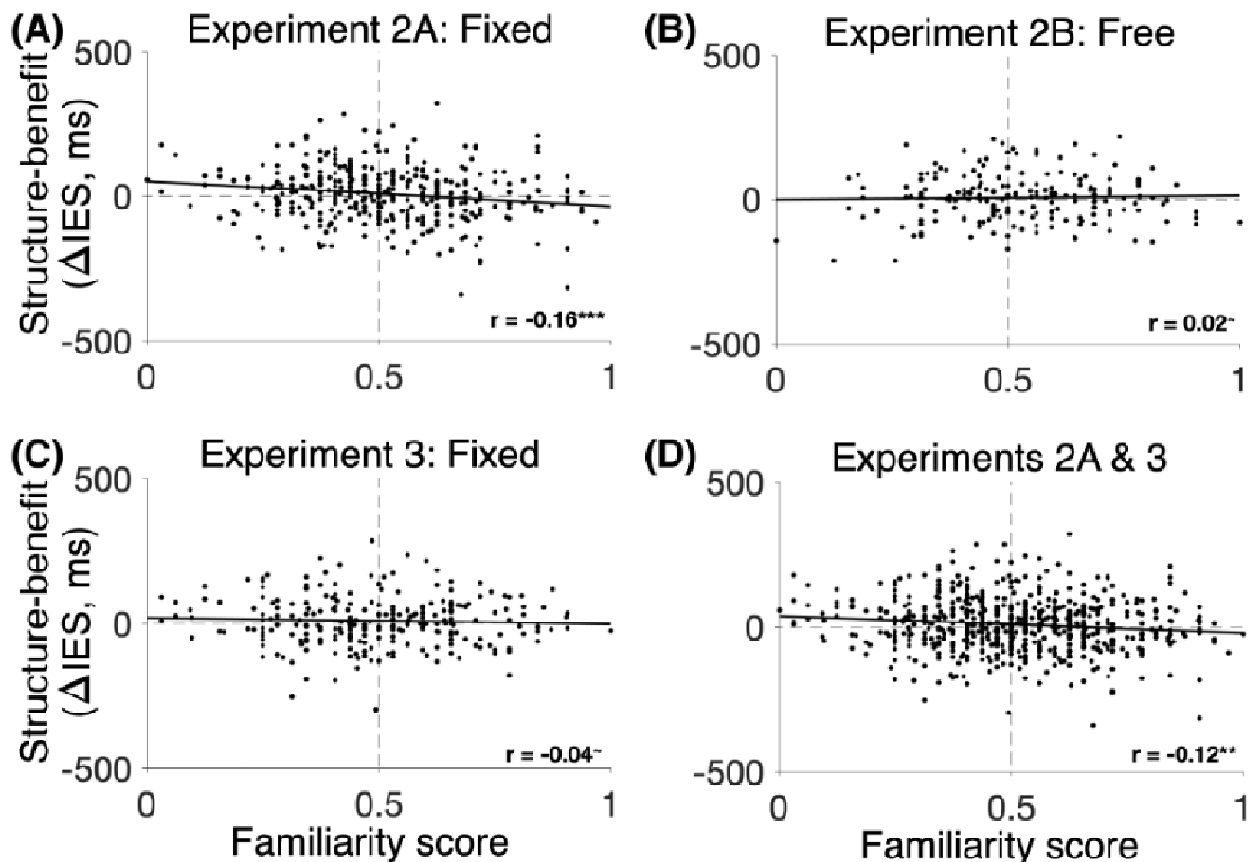 (A) Experiment 2A: Fixed
500
0
-500
Structure-benefit
(ΔIES, ms)
r = -0.16***
0 0.5 1
(B) Experiment 2B: Free
500
0
-500
r = 0.02~
0 0.5 1
(C) Experiment 3: Fixed
500
0
-500
Structure-benefit
(ΔIES, ms)
r = -0.04~
0 0.5 1
Familiarity score
(D) Experiments 2A & 3
500
0
-500
r = -0.12**
0 0.5 1
Familiarity score